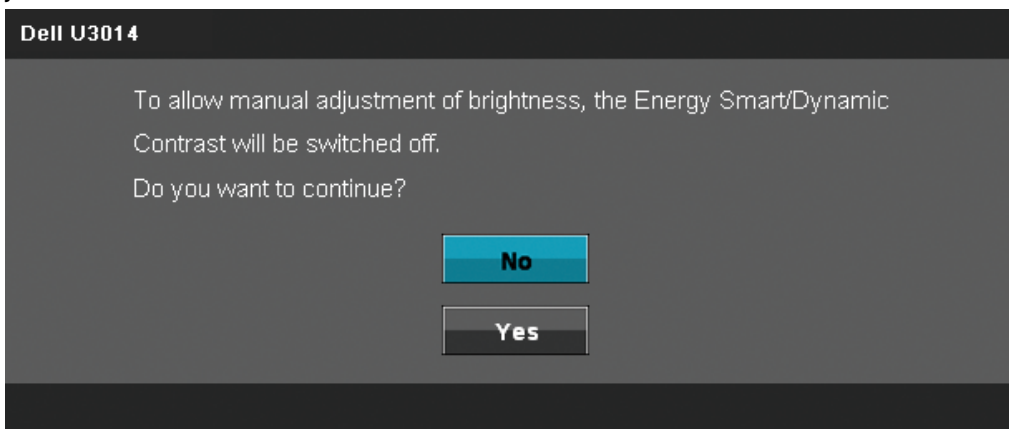 Dell U3014
To allow manual adjustment of brightness, the Energy Smart/Dynamic
Contrast will be switched off.
Do you want to continue?
No
Yes